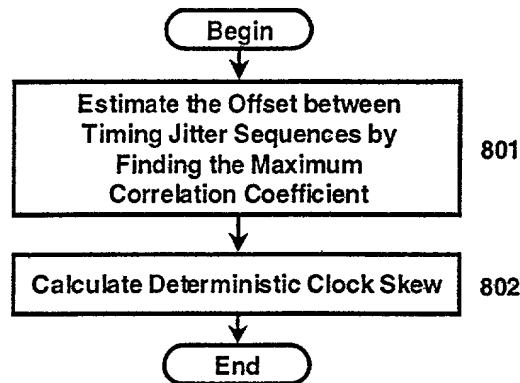 Begin
Estimate the Offset between
Timing Jitter Sequences by
Finding the Maximum
Correlation Coefficient
801
Calculate Deterministic Clock Skew
802
End